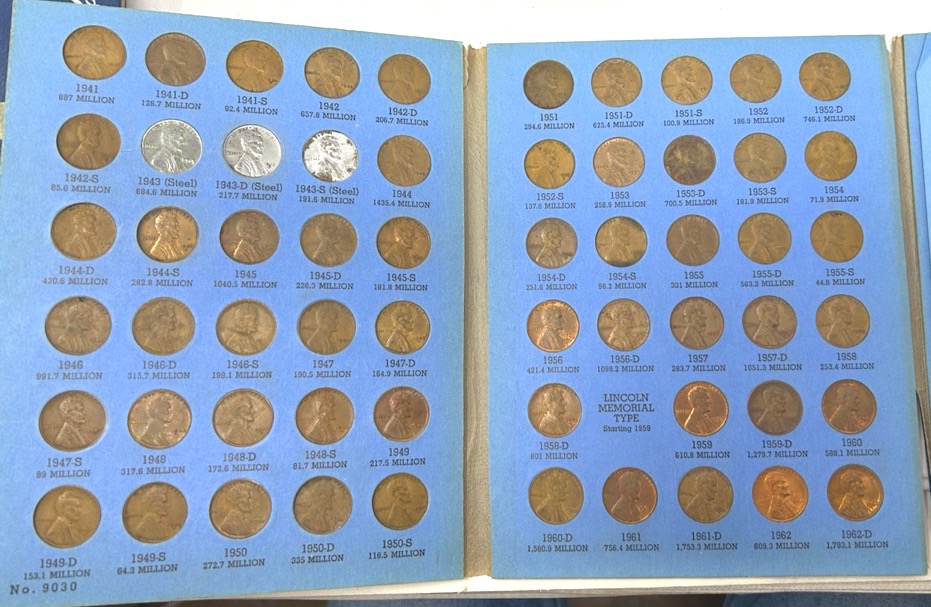 1941
887 MILLION
1941-D
128.7 MILLION
1941-S
92.4 MILLION
1942
657.8 MILLION
1942-D
206.7 MILLION
1942-S
85.6 MILLION
1943 (Steel)
684.6 MILLION
1943-D (Steel)
217.7 MILLION
1943-S (Steel)
191.6 MILLION
1944
1435.4 MILLION
1944-D
430.6 MILLION
1944-S
282.8 MILLION
1945
1040.5 MILLION
1945-D
226.3 MILLION
1945-S
181.8 MILLION
1946
991.7 MILLION
1946-D
315.7 MILLION
1946-S
198.1 MILLION
1947
190.5 MILLION
1947-D
194.9 MILLION
1947-S
99 MILLION
1948
317.6 MILLION
1948-D
172.6 MILLION
1948-S
81.7 MILLION
1949
217.5 MILLION
1949-D
153.1 MILLION
1949-S
64.3 MILLION
1950
272.7 MILLION
1950-D
335 MILLION
1950-S
118.5 MILLION
No. 9030
1951
294.6 MILLION
1951-D
625.4 MILLION
1951-S
100.9 MILLION
1952
186.9 MILLION
1952-D
746.1 MILLION
1952-S
137.8 MILLION
1953
256.9 MILLION
1953-D
700.5 MILLION
1953-S
181.9 MILLION
1954
71.9 MILLION
1954-D
251.6 MILLION
1954-S
96.2 MILLION
1955
331 MILLION
1955-D
563.3 MILLION
1955-S
44.6 MILLION
1956
421.4 MILLION
1956-D
1098.2 MILLION
1957
283.7 MILLION
1957-D
1051.3 MILLION
1958
253.4 MILLION
1958-D
801 MILLION
LINCOLN
MEMORIAL
TYPE
Starting 1959
1959
610.8 MILLION
1959-D
1,279.7 MILLION
1960
588.1 MILLION
1960-D
1,580.9 MILLION
1961
756.4 MILLION
1961-D
1,753.3 MILLION
1962
609.3 MILLION
1962-D
1,793.1 MILLION